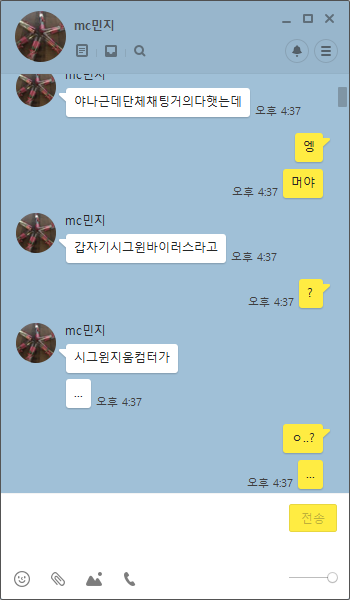 mc민지
mc민지
야나근데단체채팅거의다햇는데
오후 4:37
엥
머야
오후 4:37
mc민지
갑자기시그윈바이러스라고
오후 4:37
?
오후 4:37
mc민지
시그윈지움컴터가
...
오후 4:37
ㅇ..?
...
오후 4:37
전송